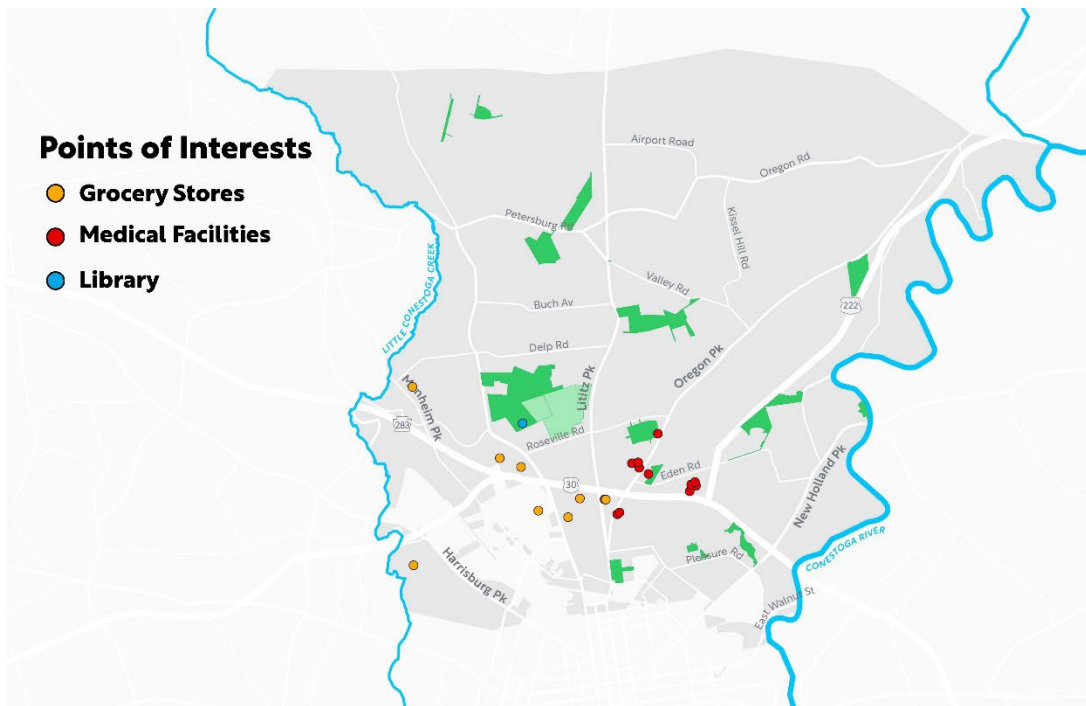 Points of Interests
Grocery Stores
Medical Facilities
Library
Airport Road
Oregon Rd
Petersburg Rd
Kissel Hill Rd
Valley Rd
Buch Av
222
LITTLE CONESTOGA CREEK
Delp Rd
Oregon Pk
Manheim Pk
Lititz Pk
283
Roseville Rd
New Holland Pk
Eden Rd
30
Harrisburg Pk
Pleasure Rd
CONESTOGA RIVER
East Walnut St